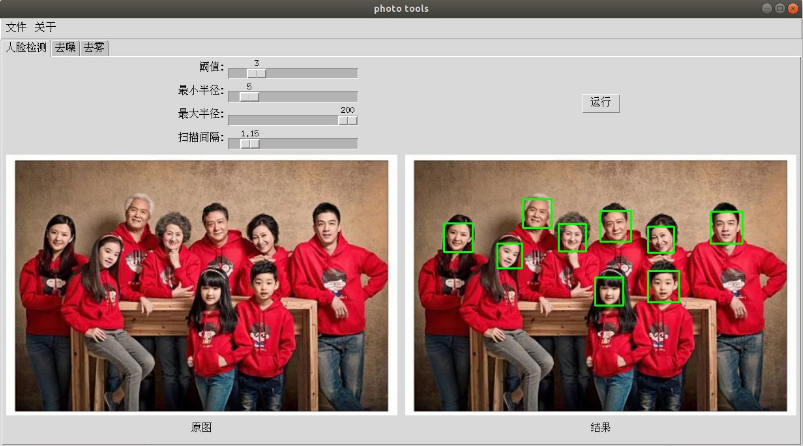 photo tools
文件 关于
人脸检测 去噪 去雾
阈值: 3
最小半径: 5
最大半径: 200
扫描间隔: 1.15
运行
原图
结果